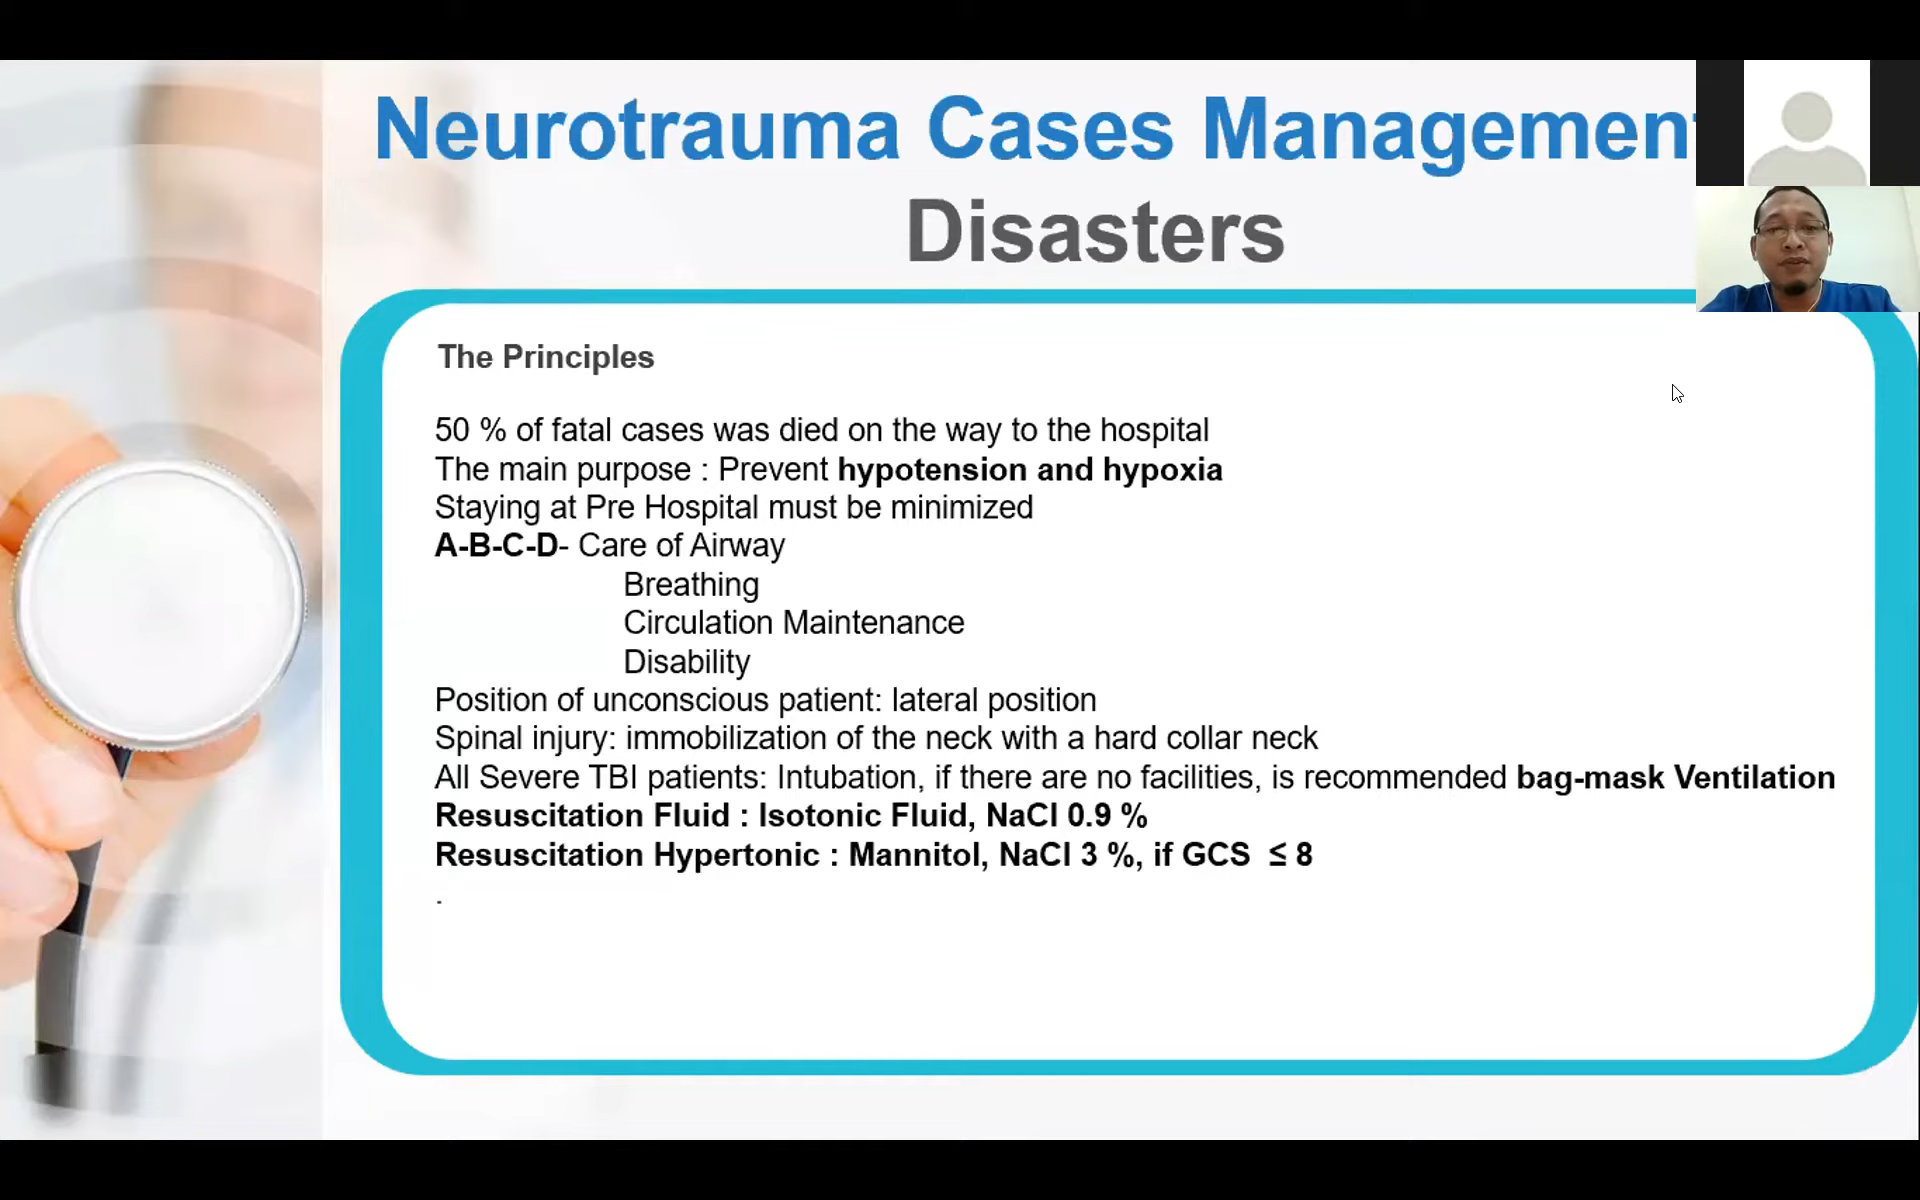 Neurotrauma Cases Management
Disasters
The Principles
50 % of fatal cases was died on the way to the hospital
The main purpose : Prevent hypotension and hypoxia
Staying at Pre Hospital must be minimized
A-B-C-D- Care of Airway
Breathing
Circulation Maintenance
Disability
Position of unconscious patient: lateral position
Spinal injury: immobilization of the neck with a hard collar neck
All Severe TBI patients: Intubation, if there are no facilities, is recommended bag-mask Ventilation
Resuscitation Fluid : Isotonic Fluid, NaCl 0.9 %
Resuscitation Hypertonic : Mannitol, NaCl 3 %, if GCS ≤ 8
.